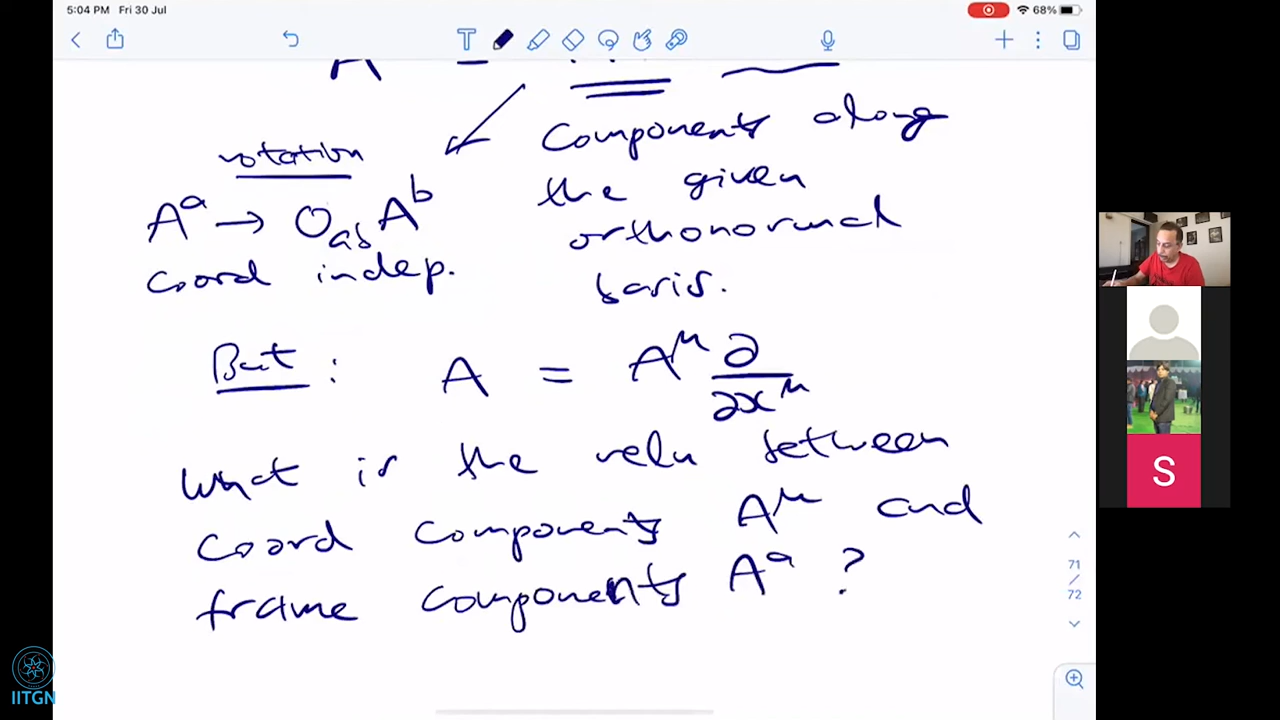 5:04 PM Fri 30 Jul
68%
rotation
Components along
the given
orthonormal
basis.
A^a → O_ab A^b
Coord indep.
But : A = A^μ ∂/∂x^μ
What is the reln between
coord components A^μ and
frame components A^a ?
71
/
72
S
IITGN